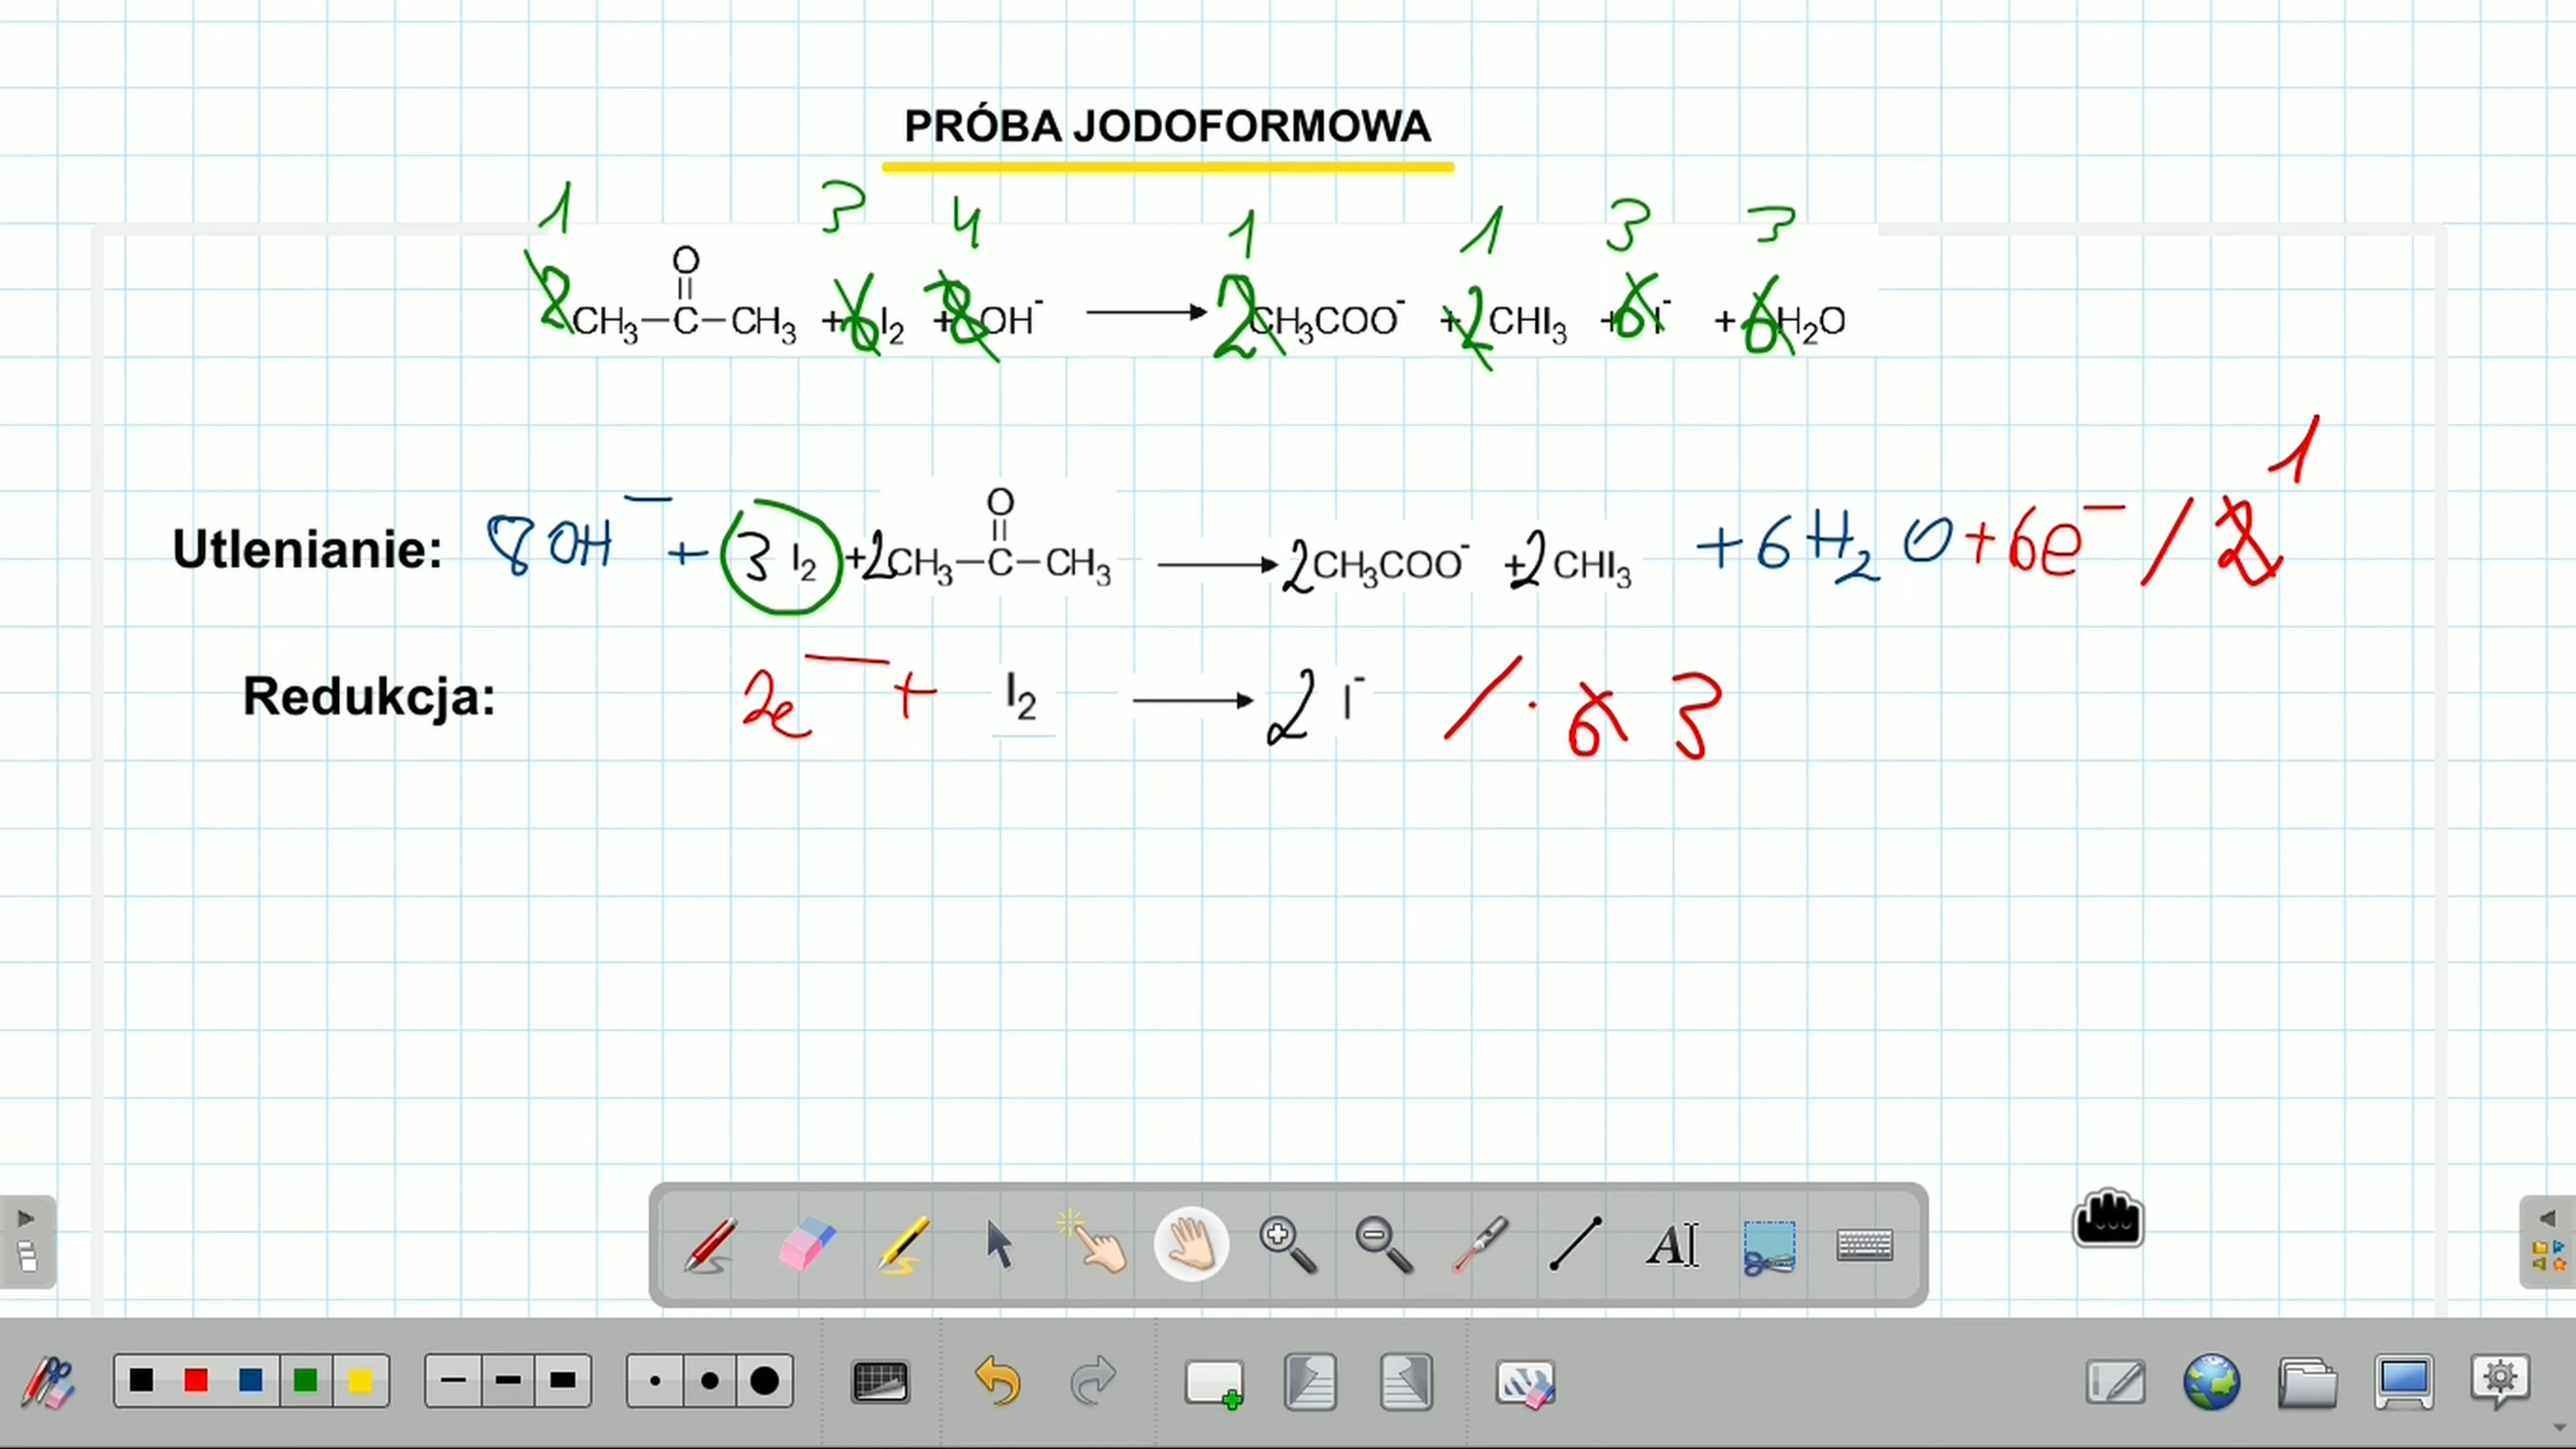 PRÓBA JODOFORMOWA
1 3 4 1 1 3 3
O
2CH₃–C–CH₃ + 6I₂ + 8OH⁻ → 2CH₃COO⁻ + 2CHI₃ + 6I⁻ + 6H₂O
1
O
Utlenianie: 8OH⁻ + 3I₂ + 2CH₃–C–CH₃ → 2CH₃COO⁻ + 2CHI₃ + 6H₂O + 6e⁻ / 2
Redukcja: 2e⁻ + I₂ → 2I⁻ / · 6 3
AI